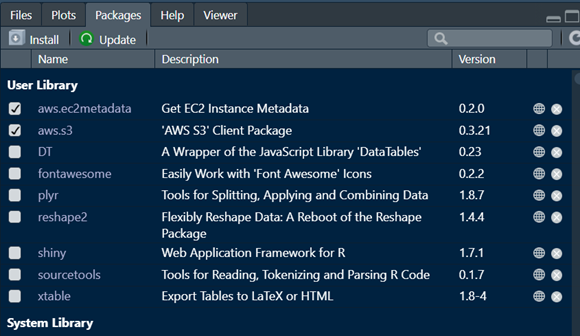 Files Plots Packages Help Viewer
Install Update
Name Description Version
User Library
aws.ec2metadata Get EC2 Instance Metadata 0.2.0
aws.s3 'AWS S3' Client Package 0.3.21
DT A Wrapper of the JavaScript Library 'DataTables' 0.23
fontawesome Easily Work with 'Font Awesome' Icons 0.2.2
plyr Tools for Splitting, Applying and Combining Data 1.8.7
reshape2 Flexibly Reshape Data: A Reboot of the Reshape 1.4.4
Package
shiny Web Application Framework for R 1.7.1
sourcetools Tools for Reading, Tokenizing and Parsing R Code 0.1.7
xtable Export Tables to LaTeX or HTML 1.8-4
System Library